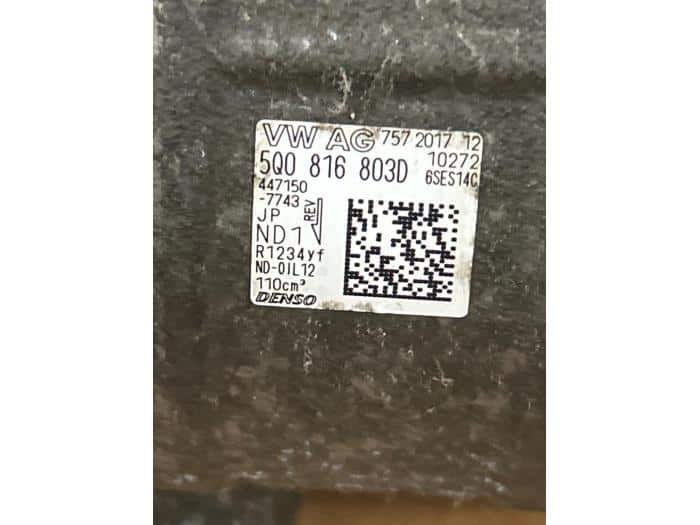 VW AG 757 2017 12
10272
5Q0 816 803D 6SES14C
447150
-7743
JP REV
ND1
R1234yf
ND-OIL12
110cm³
DENSO